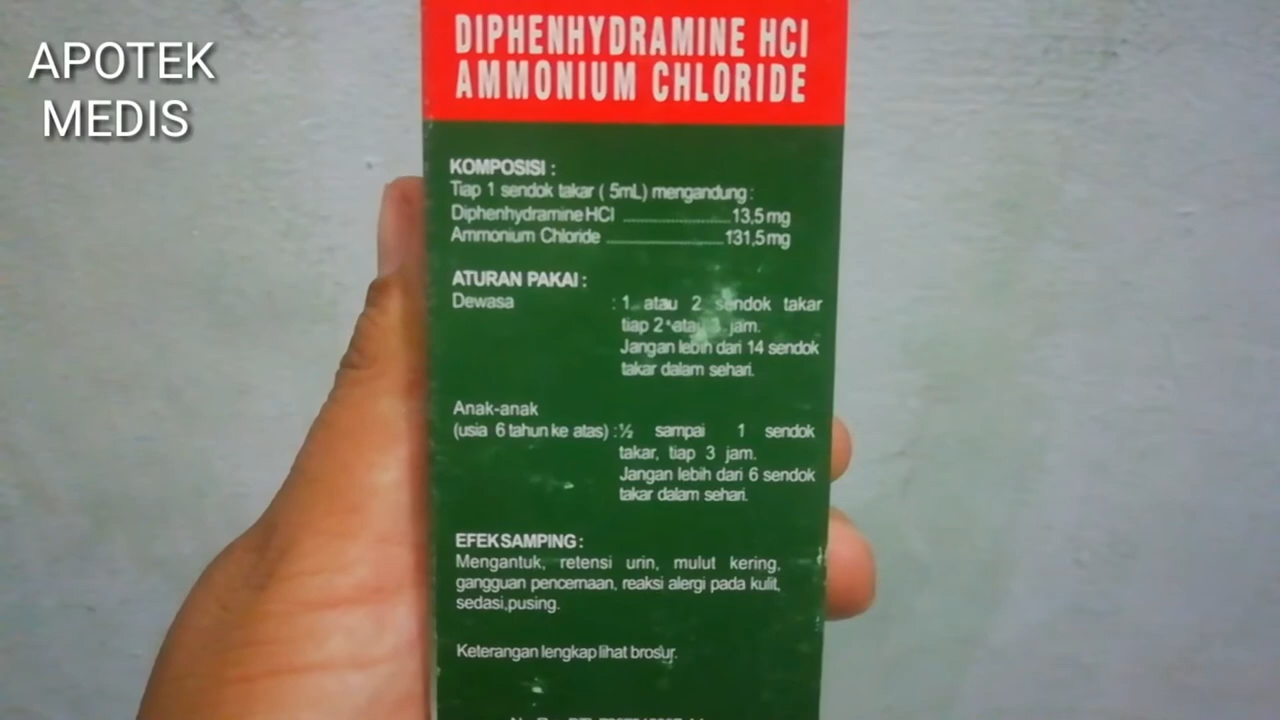 APOTEK
MEDIS
DIPHENHYDRAMINE HCl
AMMONIUM CHLORIDE
KOMPOSISI :
Tiap 1 sendok takar ( 5mL) mengandung :
Diphenhydramine HCl ........................ 13,5 mg
Ammonium Chloride ........................... 131,5 mg
ATURAN PAKAI :
Dewasa : 1 atau 2 sendok takar
tiap 2 atau jam.
Jangan lebih dari 14 sendok
takar dalam sehari.
Anak-anak
(usia 6 tahun ke atas) : ½ sampai 1 sendok
takar, tiap 3 jam.
Jangan lebih dari 6 sendok
takar dalam sehari.
EFEK SAMPING :
Mengantuk, retensi urin, mulut kering,
gangguan pencernaan, reaksi alergi pada kulit,
sedasi,pusing.
Keterangan lengkap lihat brosur.